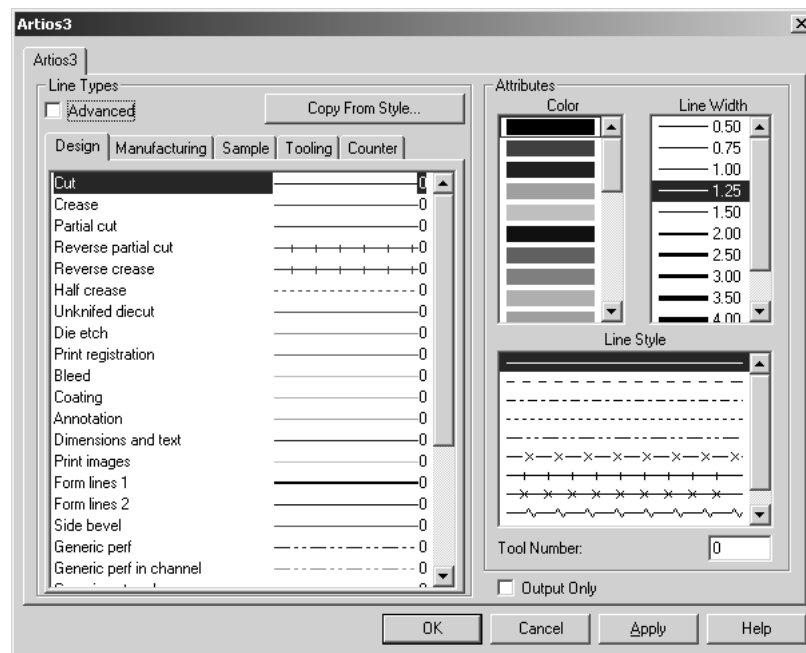 Artios3
Artios3
Line Types
Advanced
Copy From Style...
Design Manufacturing Sample Tooling Counter
Cut 0
Crease 0
Partial cut 0
Reverse partial cut 0
Reverse crease 0
Half crease 0
Unknifed diecut 0
Die etch 0
Print registration 0
Bleed 0
Coating 0
Annotation 0
Dimensions and text 0
Print images 0
Form lines 1 0
Form lines 2 0
Side bevel 0
Generic perf 0
Generic perf in channel 0
Attributes
Color
Line Width
0.50
0.75
1.00
1.25
1.50
2.00
2.50
3.00
3.50
4.00
Line Style
Tool Number: 0
Output Only
OK Cancel Apply Help